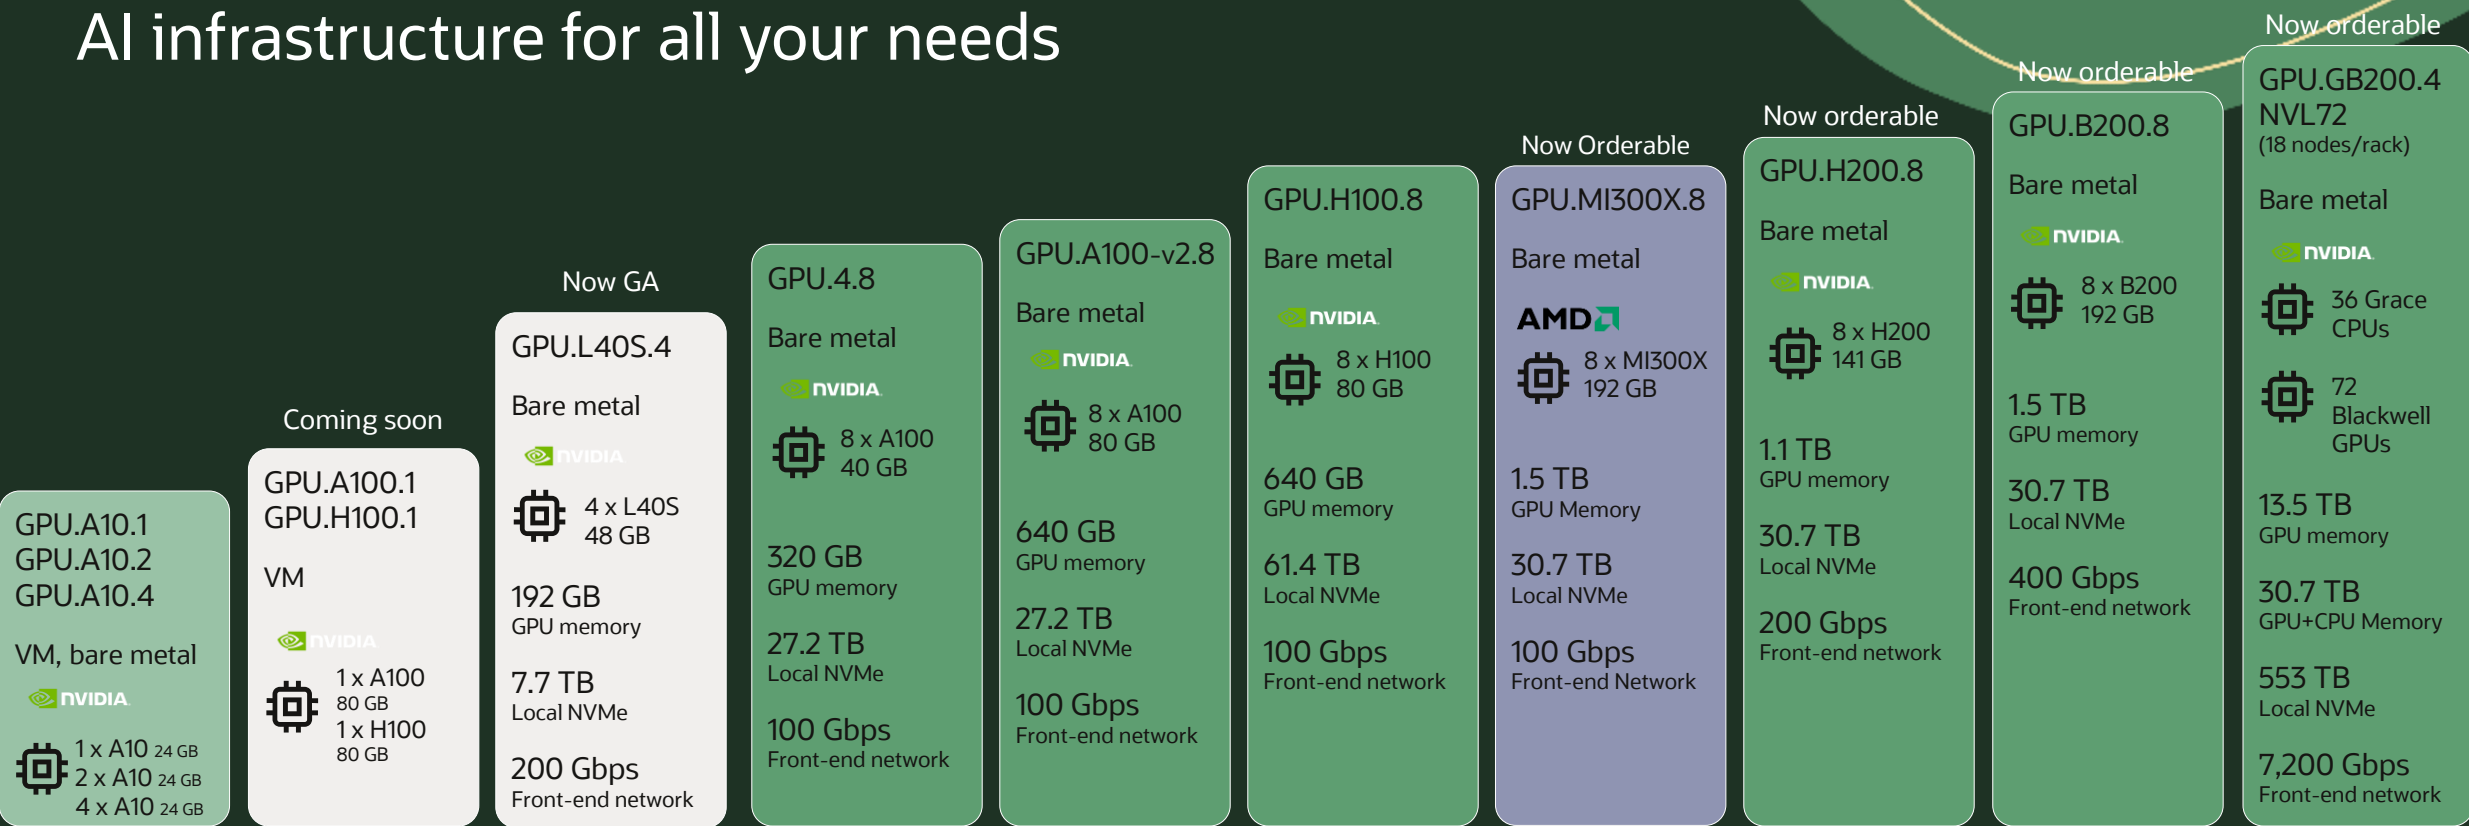 AI infrastructure for all your needs
GPU.A10.1
GPU.A10.2
GPU.A10.4
VM, bare metal
NVIDIA.
1 x A10 24 GB
2 x A10 24 GB
4 x A10 24 GB
Coming soon
GPU.A100.1
GPU.H100.1
VM
NVIDIA.
1 x A100
80 GB
1 x H100
80 GB
Now GA
GPU.L40S.4
Bare metal
NVIDIA.
4 x L40S
48 GB
192 GB
GPU memory
7.7 TB
Local NVMe
200 Gbps
Front-end network
GPU.4.8
Bare metal
NVIDIA.
8 x A100
40 GB
320 GB
GPU memory
27.2 TB
Local NVMe
100 Gbps
Front-end network
GPU.A100-v2.8
Bare metal
NVIDIA.
8 x A100
80 GB
640 GB
GPU memory
27.2 TB
Local NVMe
100 Gbps
Front-end network
GPU.H100.8
Bare metal
NVIDIA.
8 x H100
80 GB
640 GB
GPU memory
61.4 TB
Local NVMe
100 Gbps
Front-end network
Now Orderable
GPU.MI300X.8
Bare metal
AMD
8 x MI300X
192 GB
1.5 TB
GPU Memory
30.7 TB
Local NVMe
100 Gbps
Front-end Network
Now orderable
GPU.H200.8
Bare metal
NVIDIA.
8 x H200
141 GB
1.1 TB
GPU memory
30.7 TB
Local NVMe
200 Gbps
Front-end network
Now orderable
GPU.B200.8
Bare metal
NVIDIA.
8 x B200
192 GB
1.5 TB
GPU memory
30.7 TB
Local NVMe
400 Gbps
Front-end network
Now orderable
GPU.GB200.4
NVL72
(18 nodes/rack)
Bare metal
NVIDIA.
36 Grace
CPUs
72
Blackwell
GPUs
13.5 TB
GPU memory
30.7 TB
GPU+CPU Memory
553 TB
Local NVMe
7,200 Gbps
Front-end network